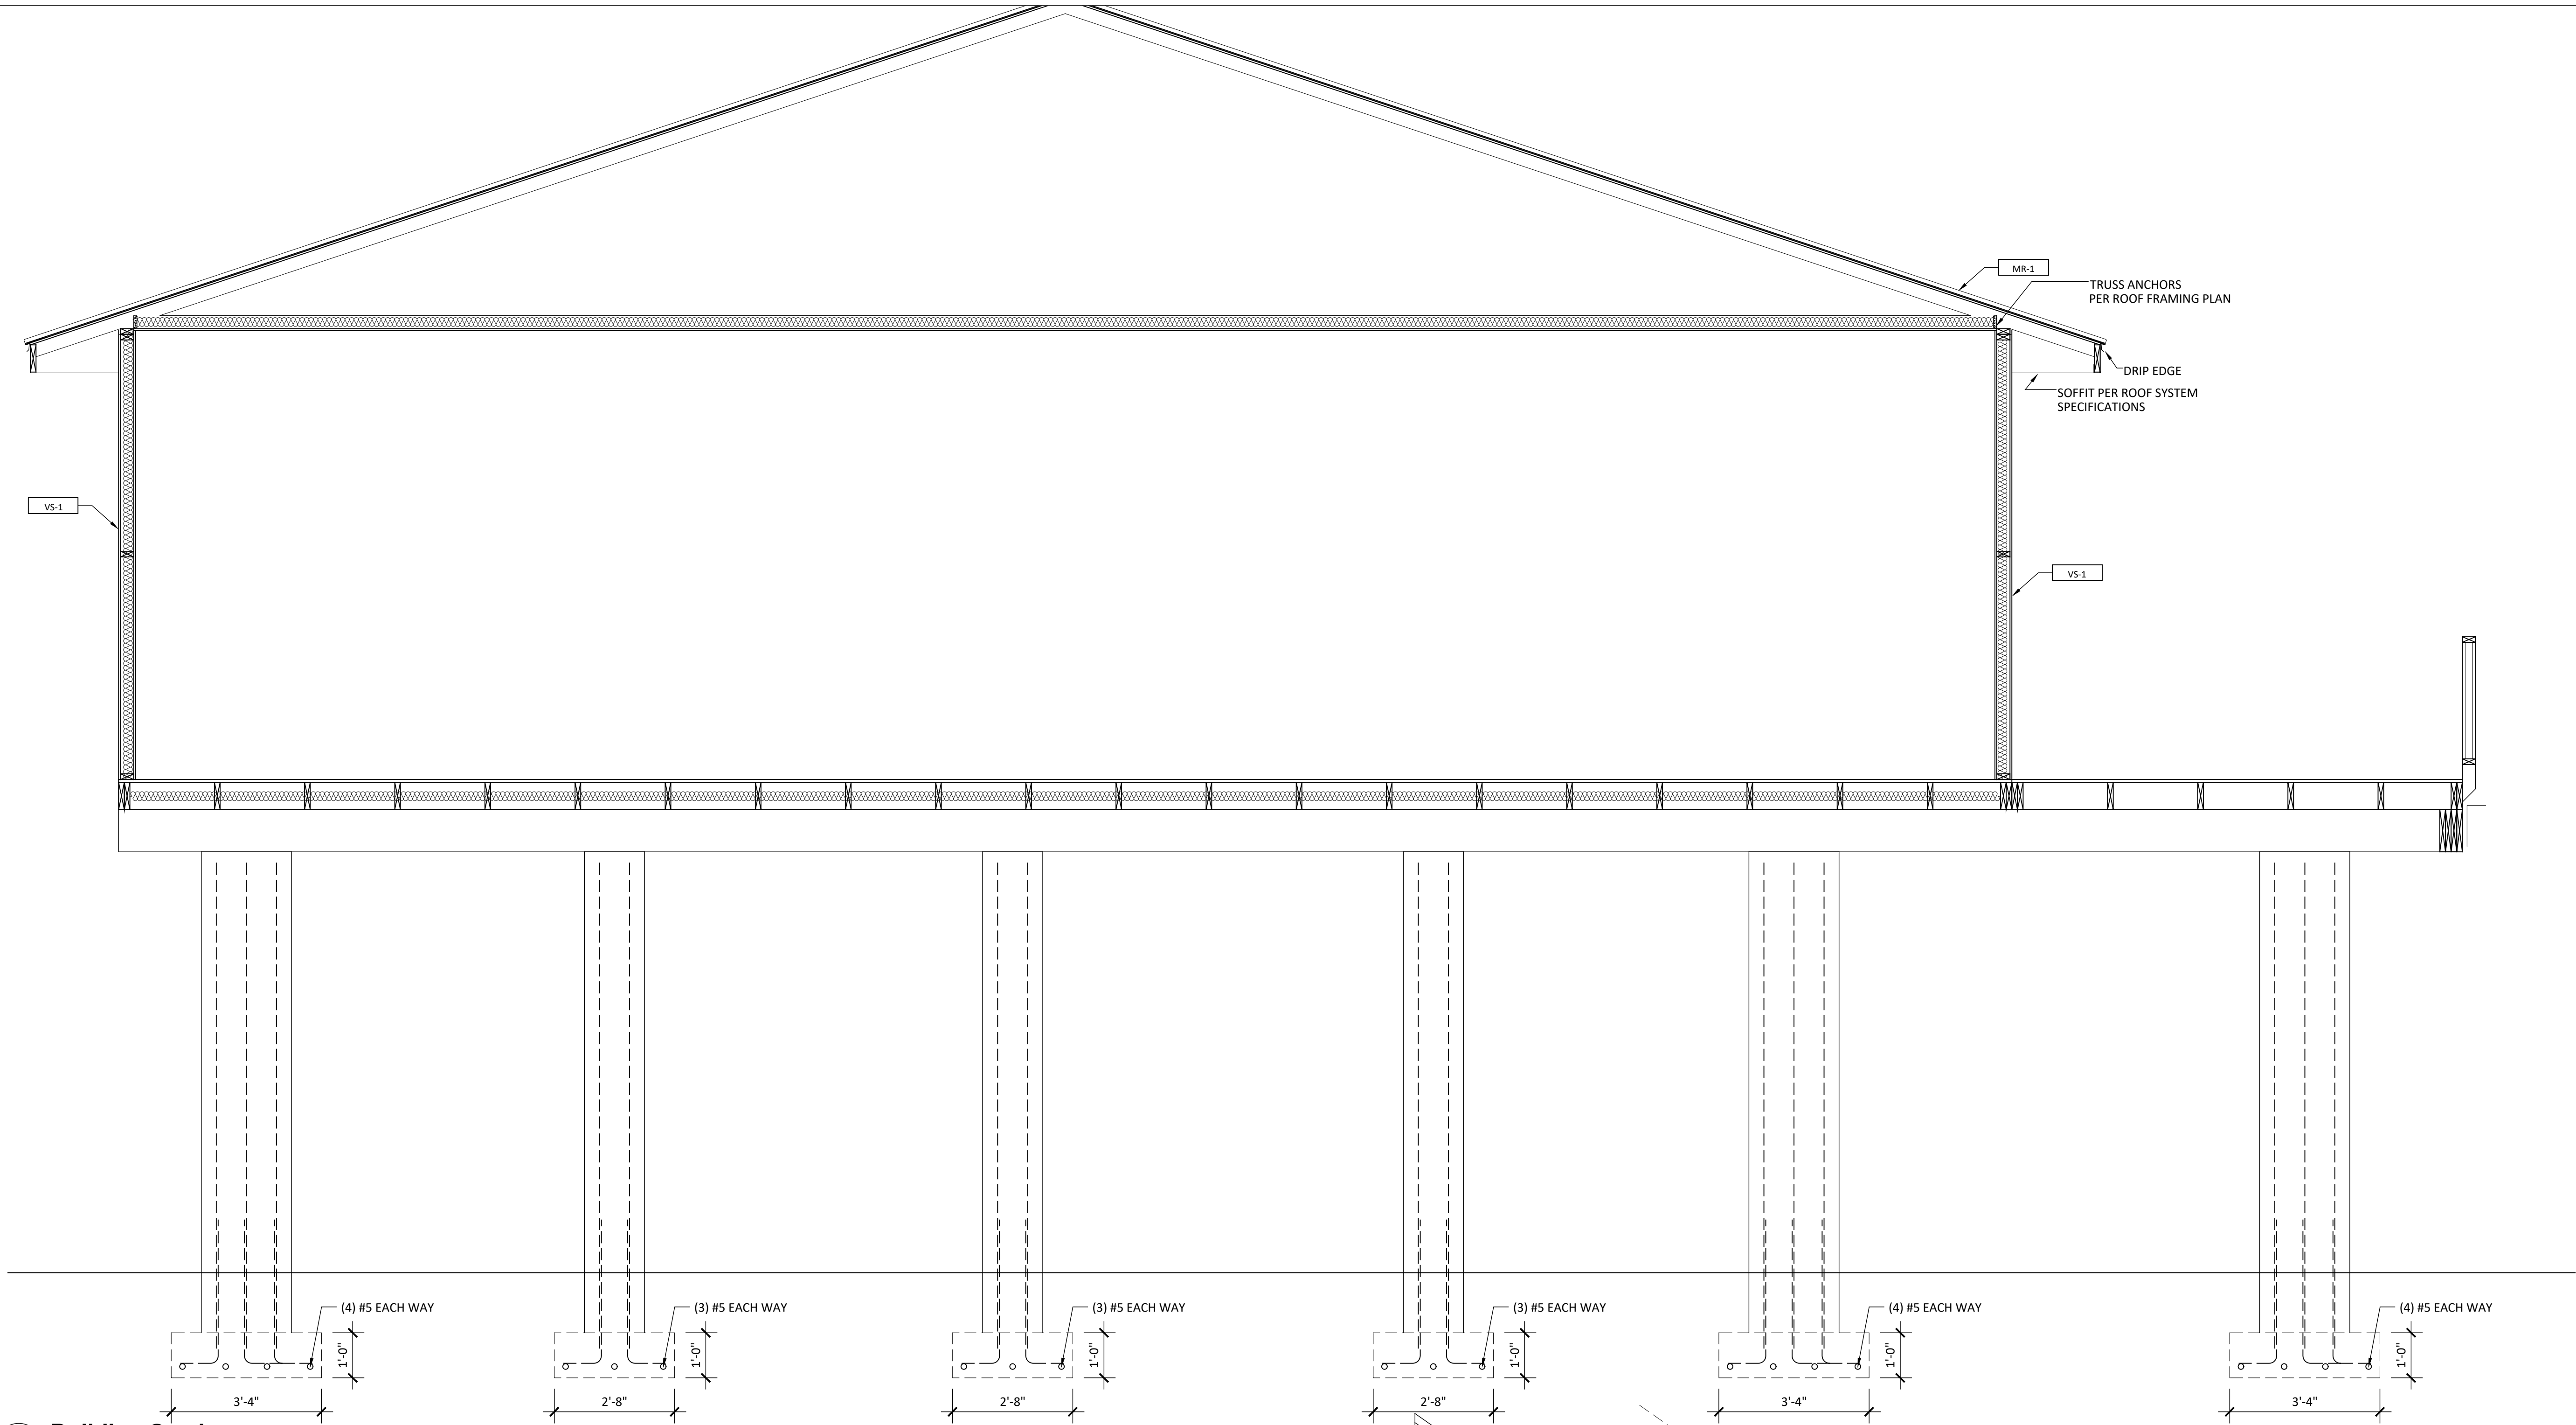 MR-1
TRUSS ANCHORS
PER ROOF FRAMING PLAN
DRIP EDGE
SOFFIT PER ROOF SYSTEM
SPECIFICATIONS
VS-1
VS-1
(4) #5 EACH WAY
(3) #5 EACH WAY
(3) #5 EACH WAY
(3) #5 EACH WAY
(4) #5 EACH WAY
(4) #5 EACH WAY
1'-0"
1'-0"
1'-0"
1'-0"
1'-0"
1'-0"
3'-4"
2'-8"
2'-8"
2'-8"
3'-4"
3'-4"